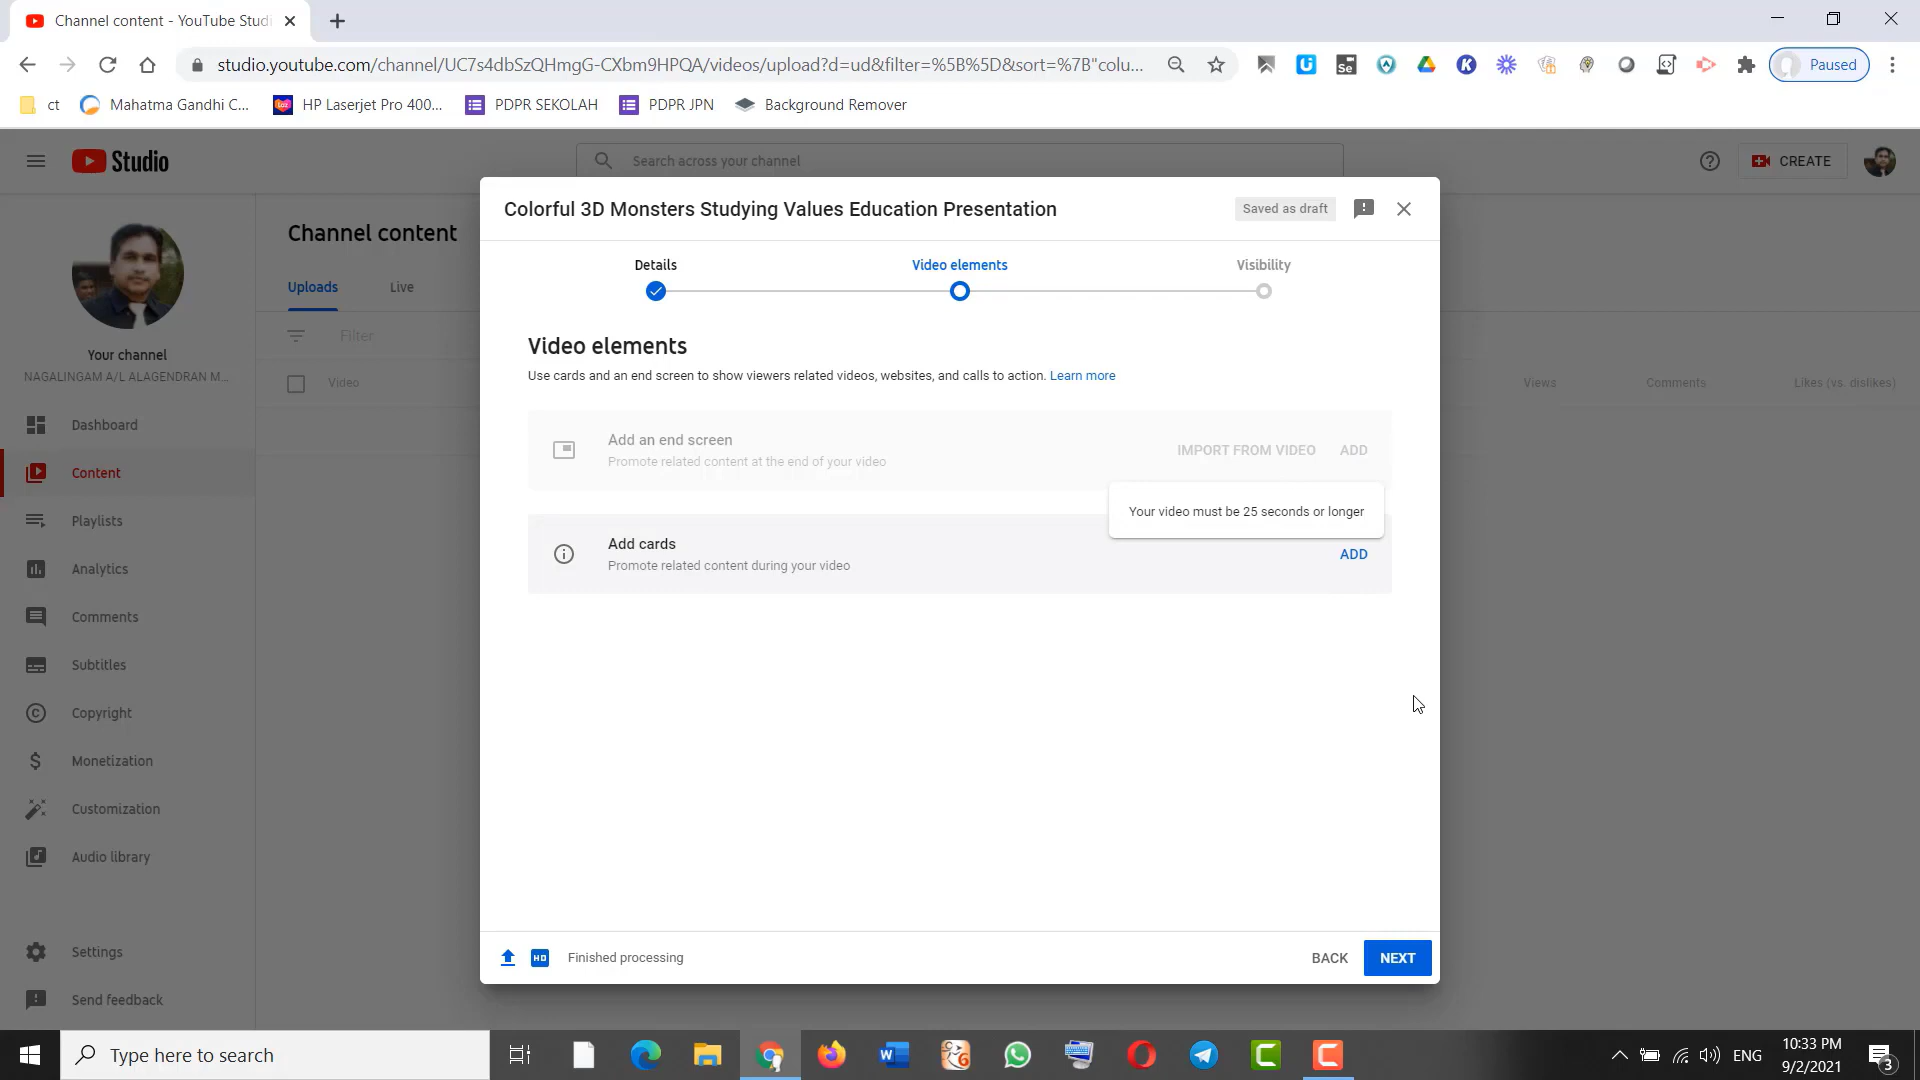 Channel content - YouTube Studi
studio.youtube.com/channel/UC7s4dbSzQHmgG-CXbm9HPQA/videos/upload?d=ud&filter=%5B%5D&sort=%7B"colu...
Paused
ct
Mahatma Gandhi C...
HP Laserjet Pro 400...
PDPR SEKOLAH
PDPR JPN
Background Remover
Studio
Search across your channel
CREATE
Your channel
NAGALINGAM A/L ALAGENDRAN M...
Dashboard
Content
Playlists
Analytics
Comments
Subtitles
Copyright
Monetization
Customization
Audio library
Settings
Send feedback
Channel content
Uploads
Live
Filter
Video
Views
Comments
Likes (vs. dislikes)
Colorful 3D Monsters Studying Values Education Presentation
Saved as draft
Details
Video elements
Visibility
Video elements
Use cards and an end screen to show viewers related videos, websites, and calls to action. Learn more
Add an end screen
Promote related content at the end of your video
IMPORT FROM VIDEO
ADD
Your video must be 25 seconds or longer
Add cards
Promote related content during your video
ADD
HD
Finished processing
BACK
NEXT
Type here to search
ENG
10:33 PM
9/2/2021
3